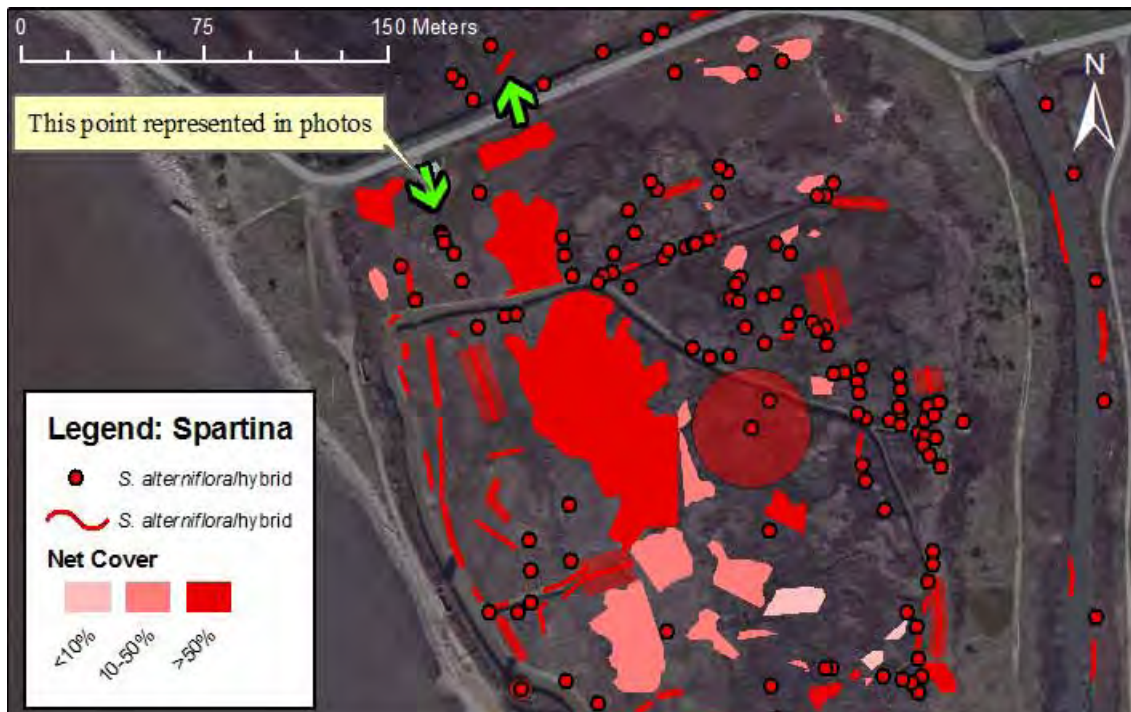 0 75 150 Meters
N
This point represented in photos
Legend: Spartina
S. alterniflora/hybrid
S. alterniflora/hybrid
Net Cover
<10% 10-50% >50%